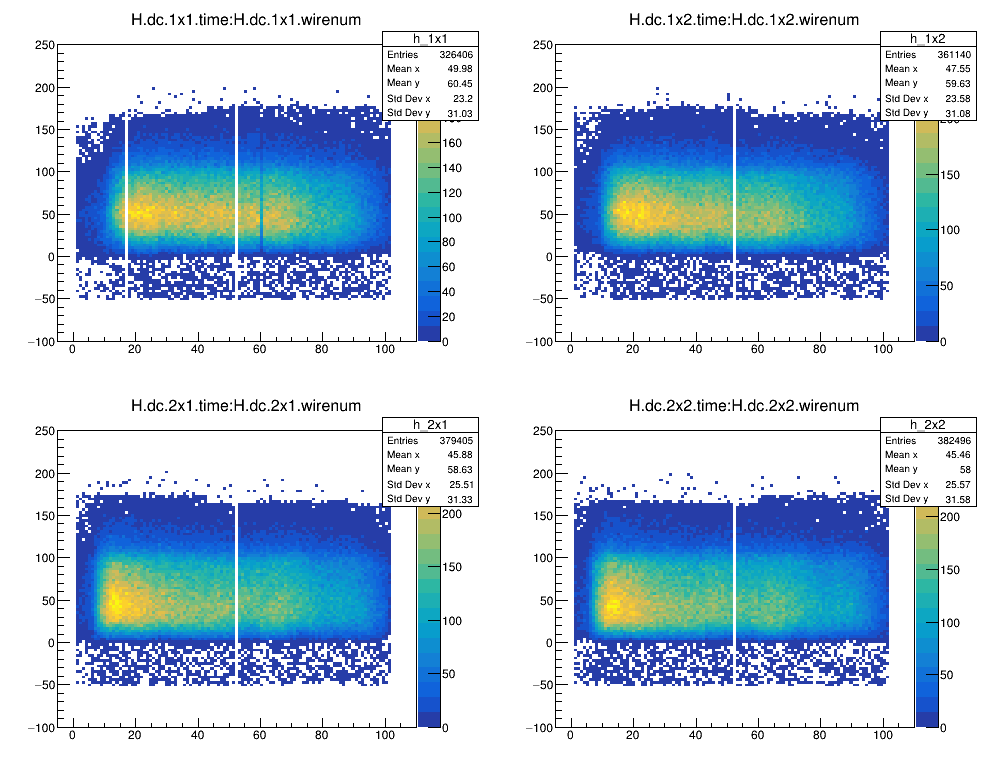 H.dc.1x1.time:H.dc.1x1.wirenum
h_1x1
Entries 326406
Mean x 49.98
Mean y 60.45
Std Dev x 23.2
Std Dev y 31.03
250
200
150
100
50
0
−50
−100
0 20 40 60 80 100
160
140
120
100
80
60
40
20
0
H.dc.1x2.time:H.dc.1x2.wirenum
h_1x2
Entries 361140
Mean x 47.55
Mean y 59.63
Std Dev x 23.58
Std Dev y 31.08
250
200
150
100
50
0
−50
−100
0 20 40 60 80 100
150
100
50
0
H.dc.2x1.time:H.dc.2x1.wirenum
h_2x1
Entries 379405
Mean x 45.88
Mean y 58.63
Std Dev x 25.51
Std Dev y 31.33
250
200
150
100
50
0
−50
−100
0 20 40 60 80 100
200
150
100
50
0
H.dc.2x2.time:H.dc.2x2.wirenum
h_2x2
Entries 382496
Mean x 45.46
Mean y 58
Std Dev x 25.57
Std Dev y 31.58
250
200
150
100
50
0
−50
−100
0 20 40 60 80 100
200
150
100
50
0